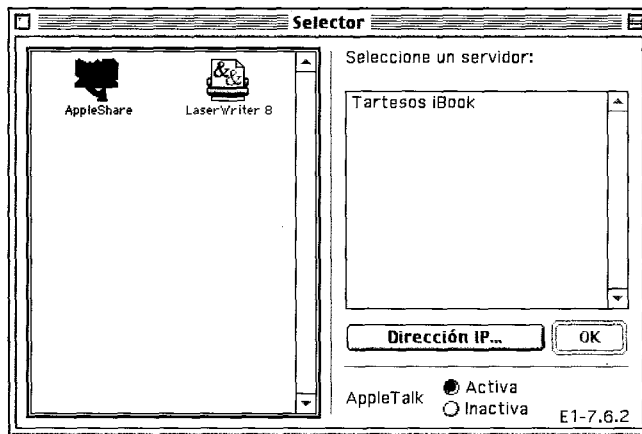 Selector
Seleccione un servidor:
AppleShare
LaserWriter 8
Tartesos iBook
Dirección IP...
OK
AppleTalk
Activa
Inactiva
E1-7.6.2